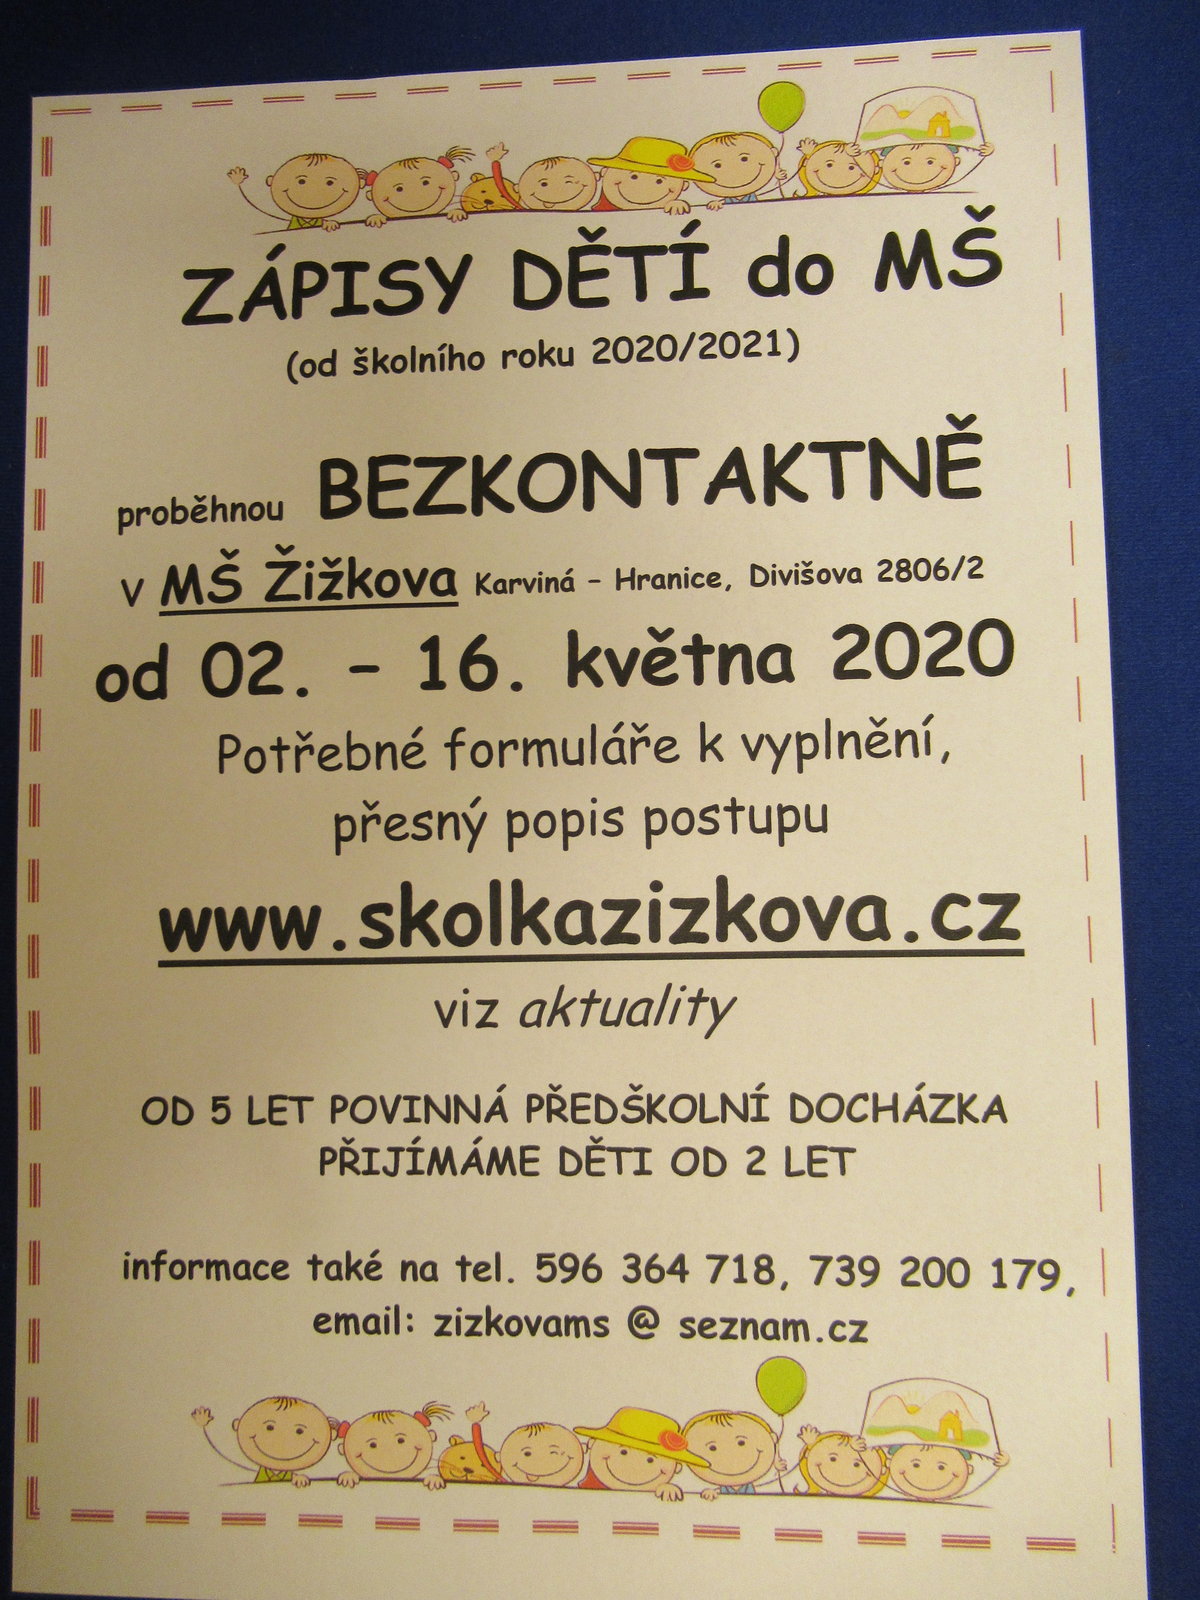 ZÁPISY DĚTÍ do MŠ
(od školního roku 2020/2021)
proběhnou BEZKONTAKTNĚ
v MŠ Žižkova Karviná - Hranice, Divišova 2806/2
od 02. - 16. května 2020
Potřebné formuláře k vyplnění,
přesný popis postupu
www.skolkazizkova.cz
viz aktuality
OD 5 LET POVINNÁ PŘEDŠKOLNÍ DOCHÁZKA
PŘIJÍMÁME DĚTI OD 2 LET
informace také na tel. 596 364 718, 739 200 179,
email: zizkovams @ seznam.cz